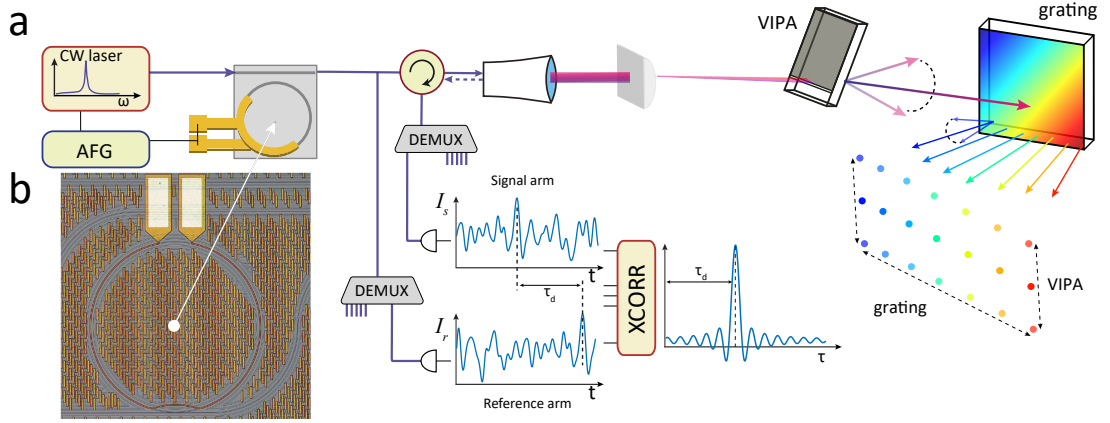 a
CW laser
ω
AFG
b
DEMUX
Signal arm
I_s
t
τ_d
DEMUX
I_r
t
Reference arm
XCORR
τ_d
τ
VIPA
grating
VIPA
grating